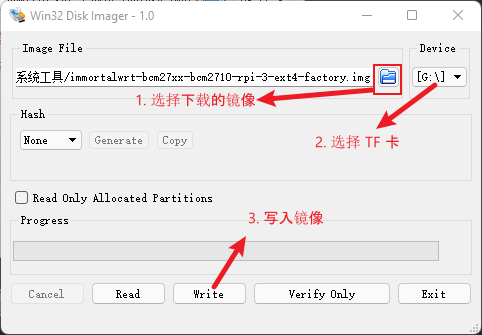 Win32 Disk Imager - 1.0
Image File
Device
系统工具/immortalwrt-bcm27xx-bcm2710-rpi-3-ext4-factory.img
[G:\]
1. 选择下载的镜像
Hash
None
Generate
Copy
2. 选择 TF 卡
Read Only Allocated Partitions
Progress
3. 写入镜像
Cancel
Read
Write
Verify Only
Exit